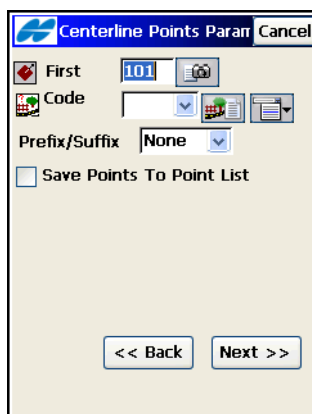 Centerline Points Param Cancel
First 101
Code
Prefix/Suffix None
Save Points To Point List
<< Back Next >>